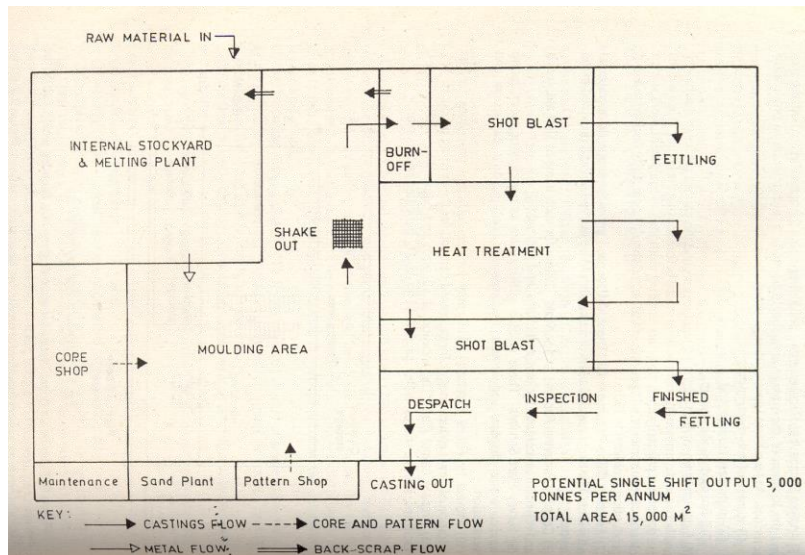 RAW MATERIAL IN
INTERNAL STOCKYARD
& MELTING PLANT
SHOT BLAST
BURN-
OFF
FETTLING
SHAKE
OUT
HEAT TREATMENT
CORE
SHOP
MOULDING AREA
SHOT BLAST
DESPATCH
INSPECTION
FINISHED
FETTLING
Maintenance
Sand Plant
Pattern Shop
CASTING OUT
POTENTIAL SINGLE SHIFT OUTPUT 5,000
TONNES PER ANNUM
TOTAL AREA 15,000 M²
KEY:
CASTINGS FLOW
CORE AND PATTERN FLOW
METAL FLOW
BACK-SCRAP FLOW